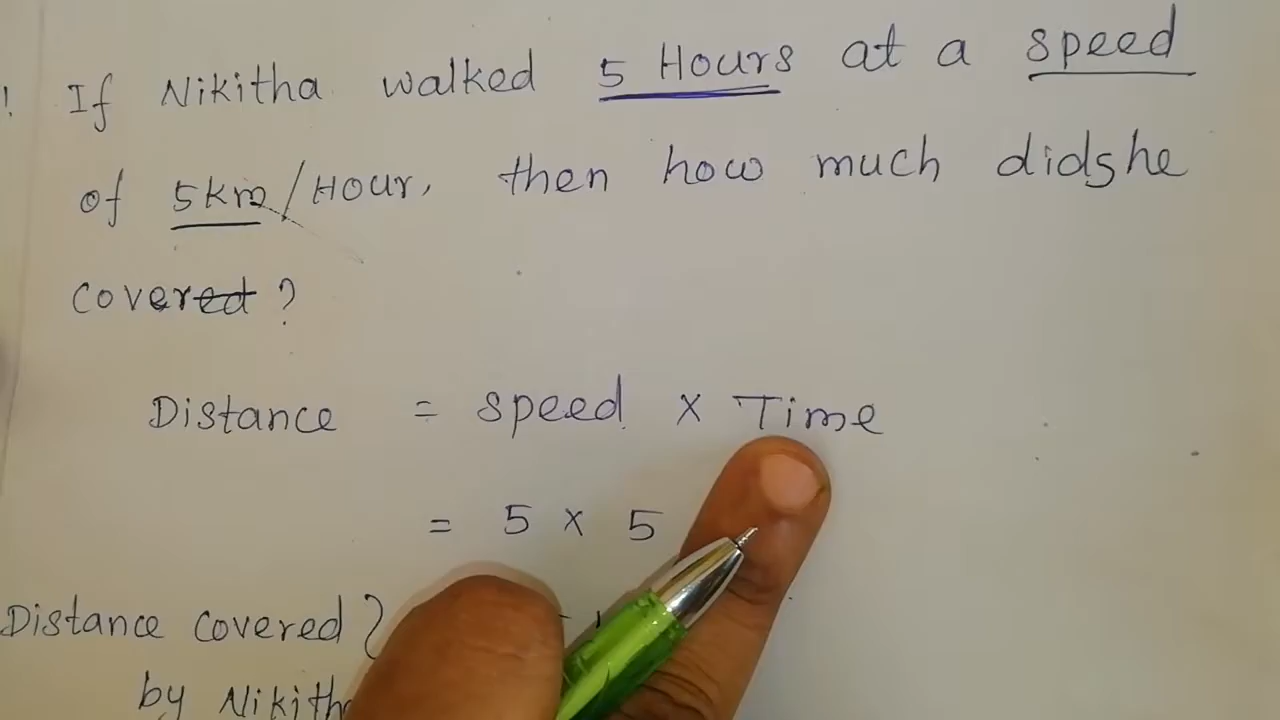 ! If Nikitha walked 5 Hours at a speed
of 5km/Hour, then how much didshe
covered?
Distance = speed × Time
= 5 × 5
Distance covered }
by